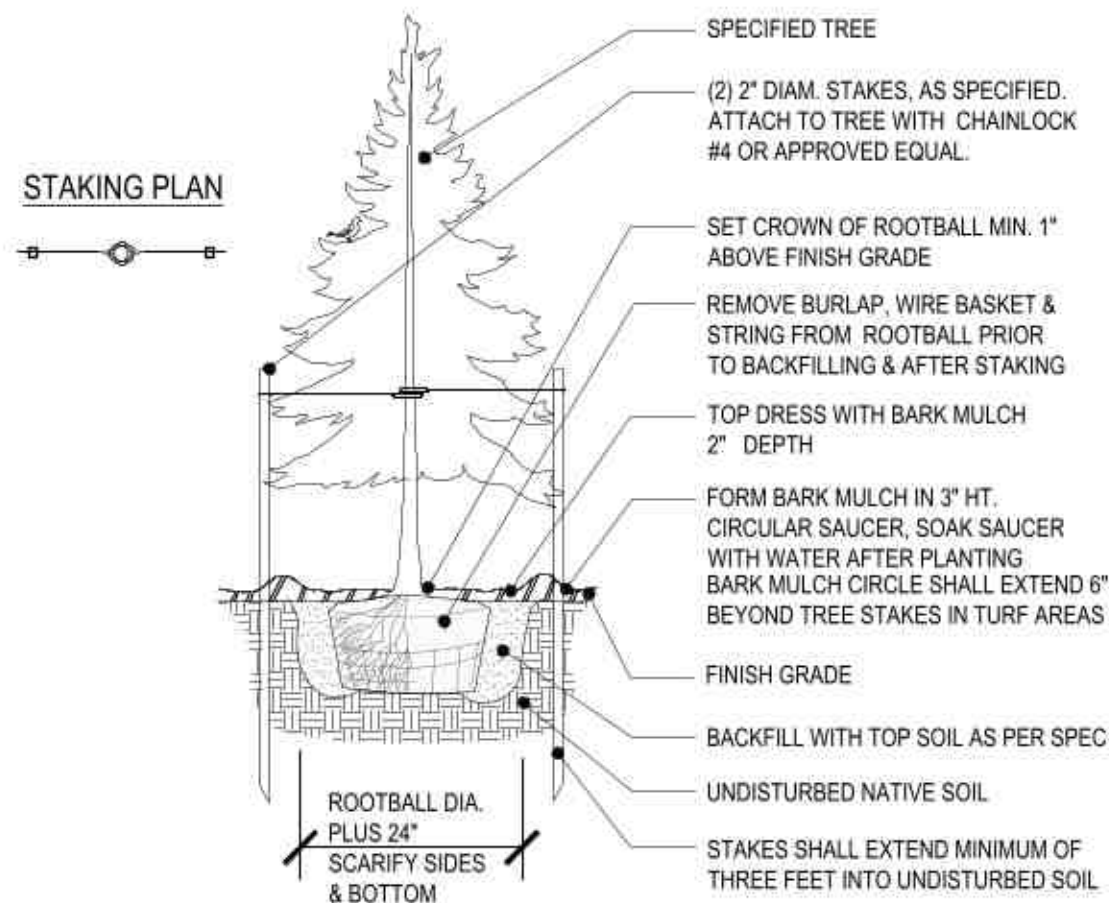 STAKING PLAN
SPECIFIED TREE
(2) 2" DIAM. STAKES, AS SPECIFIED.
ATTACH TO TREE WITH CHAINLOCK
#4 OR APPROVED EQUAL.
SET CROWN OF ROOTBALL MIN. 1"
ABOVE FINISH GRADE
REMOVE BURLAP, WIRE BASKET &
STRING FROM ROOTBALL PRIOR
TO BACKFILLING & AFTER STAKING
TOP DRESS WITH BARK MULCH
2" DEPTH
FORM BARK MULCH IN 3" HT.
CIRCULAR SAUCER, SOAK SAUCER
WITH WATER AFTER PLANTING
BARK MULCH CIRCLE SHALL EXTEND 6"
BEYOND TREE STAKES IN TURF AREAS
FINISH GRADE
BACKFILL WITH TOP SOIL AS PER SPEC
UNDISTURBED NATIVE SOIL
STAKES SHALL EXTEND MINIMUM OF
THREE FEET INTO UNDISTURBED SOIL
ROOTBALL DIA.
PLUS 24"
SCARIFY SIDES
& BOTTOM